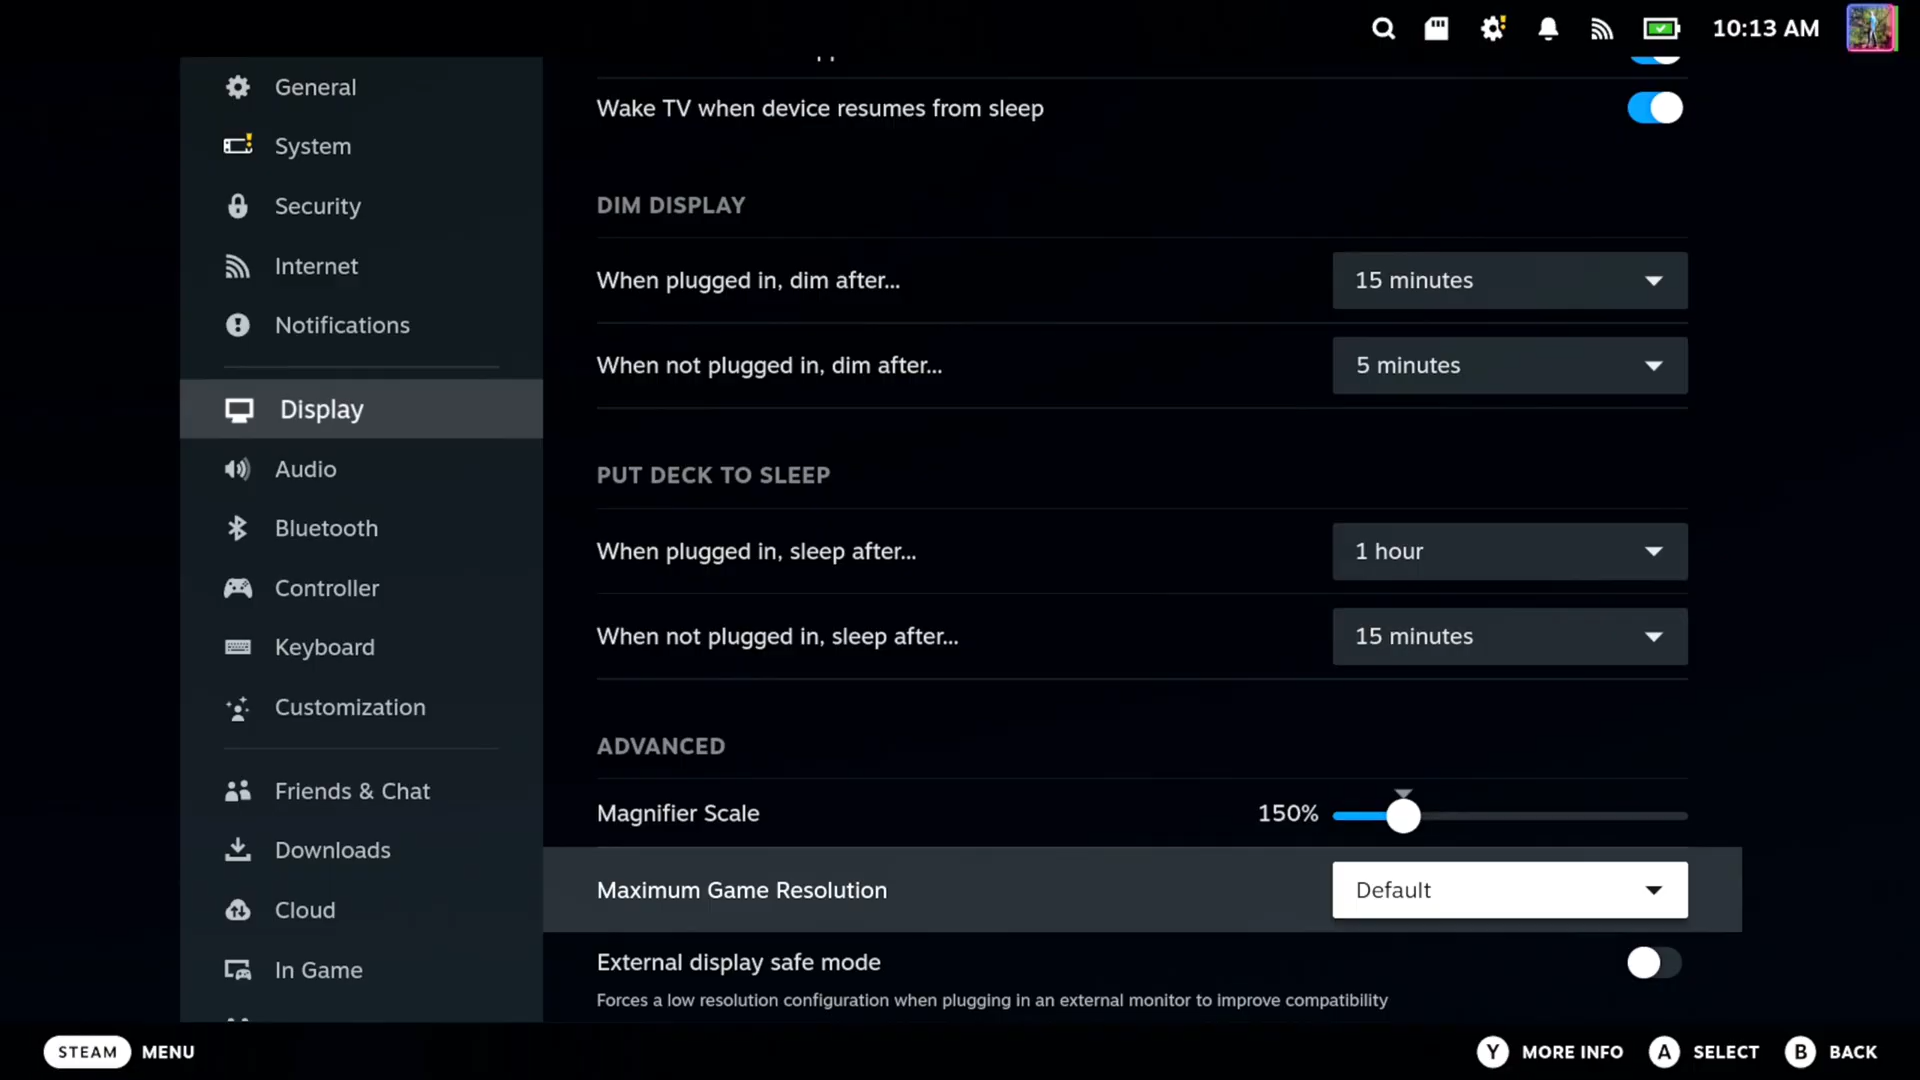 10:13 AM
General
System
Security
Internet
Notifications
Display
Audio
Bluetooth
Controller
Keyboard
Customization
Friends & Chat
Downloads
Cloud
In Game
Wake TV when device resumes from sleep
DIM DISPLAY
When plugged in, dim after...
15 minutes
When not plugged in, dim after...
5 minutes
PUT DECK TO SLEEP
When plugged in, sleep after...
1 hour
When not plugged in, sleep after...
15 minutes
ADVANCED
Magnifier Scale
150%
Maximum Game Resolution
Default
External display safe mode
Forces a low resolution configuration when plugging in an external monitor to improve compatibility
STEAM MENU
Y MORE INFO
A SELECT
B BACK